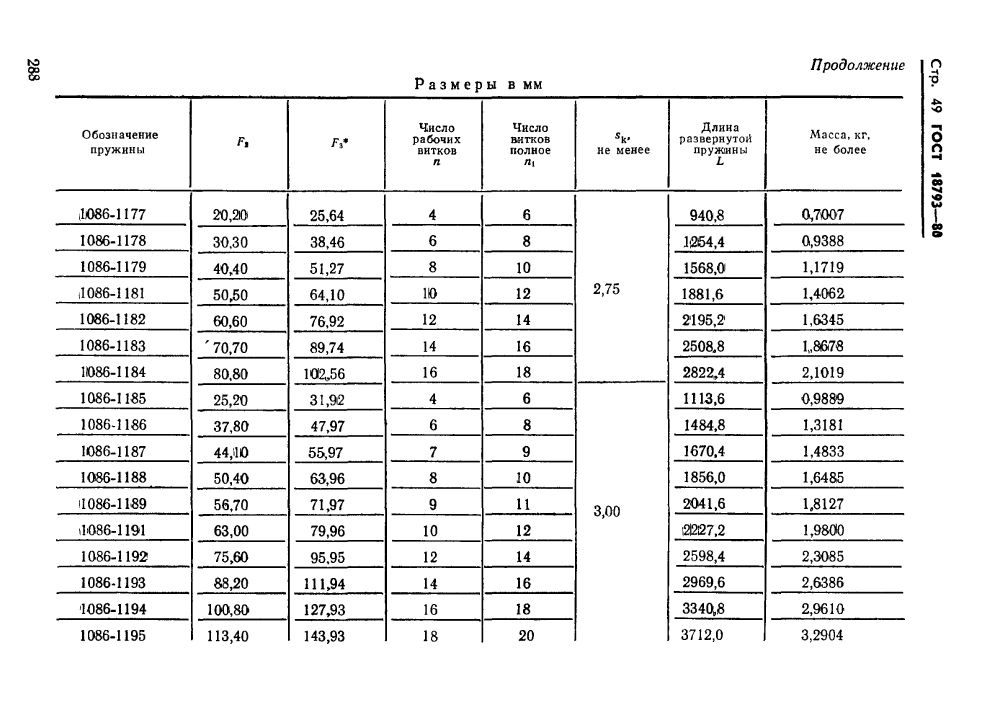 288
Продолжение
Стр. 49 ГОСТ 18793—80
Размеры в мм
Обозначение пружины | F₂ | F₃* | Число рабочих витков n | Число витков полное n₁ | sₖ, не менее | Длина развернутой пружины L | Масса, кг, не более
1086-1177 | 20,20 | 25,64 | 4 | 6 | 2,75 | 940,8 | 0,7007
1086-1178 | 30,30 | 38,46 | 6 | 8 | 1254,4 | 0,9388
1086-1179 | 40,40 | 51,27 | 8 | 10 | 1568,0 | 1,1719
1086-1181 | 50,50 | 64,10 | 10 | 12 | 1881,6 | 1,4062
1086-1182 | 60,60 | 76,92 | 12 | 14 | 2195,2 | 1,6345
1086-1183 | 70,70 | 89,74 | 14 | 16 | 2508,8 | 1,8678
1086-1184 | 80,80 | 102,56 | 16 | 18 | 2822,4 | 2,1019
1086-1185 | 25,20 | 31,92 | 4 | 6 | 3,00 | 1113,6 | 0,9889
1086-1186 | 37,80 | 47,97 | 6 | 8 | 1484,8 | 1,3181
1086-1187 | 44,10 | 55,97 | 7 | 9 | 1670,4 | 1,4833
1086-1188 | 50,40 | 63,96 | 8 | 10 | 1856,0 | 1,6485
1086-1189 | 56,70 | 71,97 | 9 | 11 | 2041,6 | 1,8127
1086-1191 | 63,00 | 79,96 | 10 | 12 | 2227,2 | 1,9800
1086-1192 | 75,60 | 95,95 | 12 | 14 | 2598,4 | 2,3085
1086-1193 | 88,20 | 111,94 | 14 | 16 | 2969,6 | 2,6386
1086-1194 | 100,80 | 127,93 | 16 | 18 | 3340,8 | 2,9610
1086-1195 | 113,40 | 143,93 | 18 | 20 | 3712,0 | 3,2904